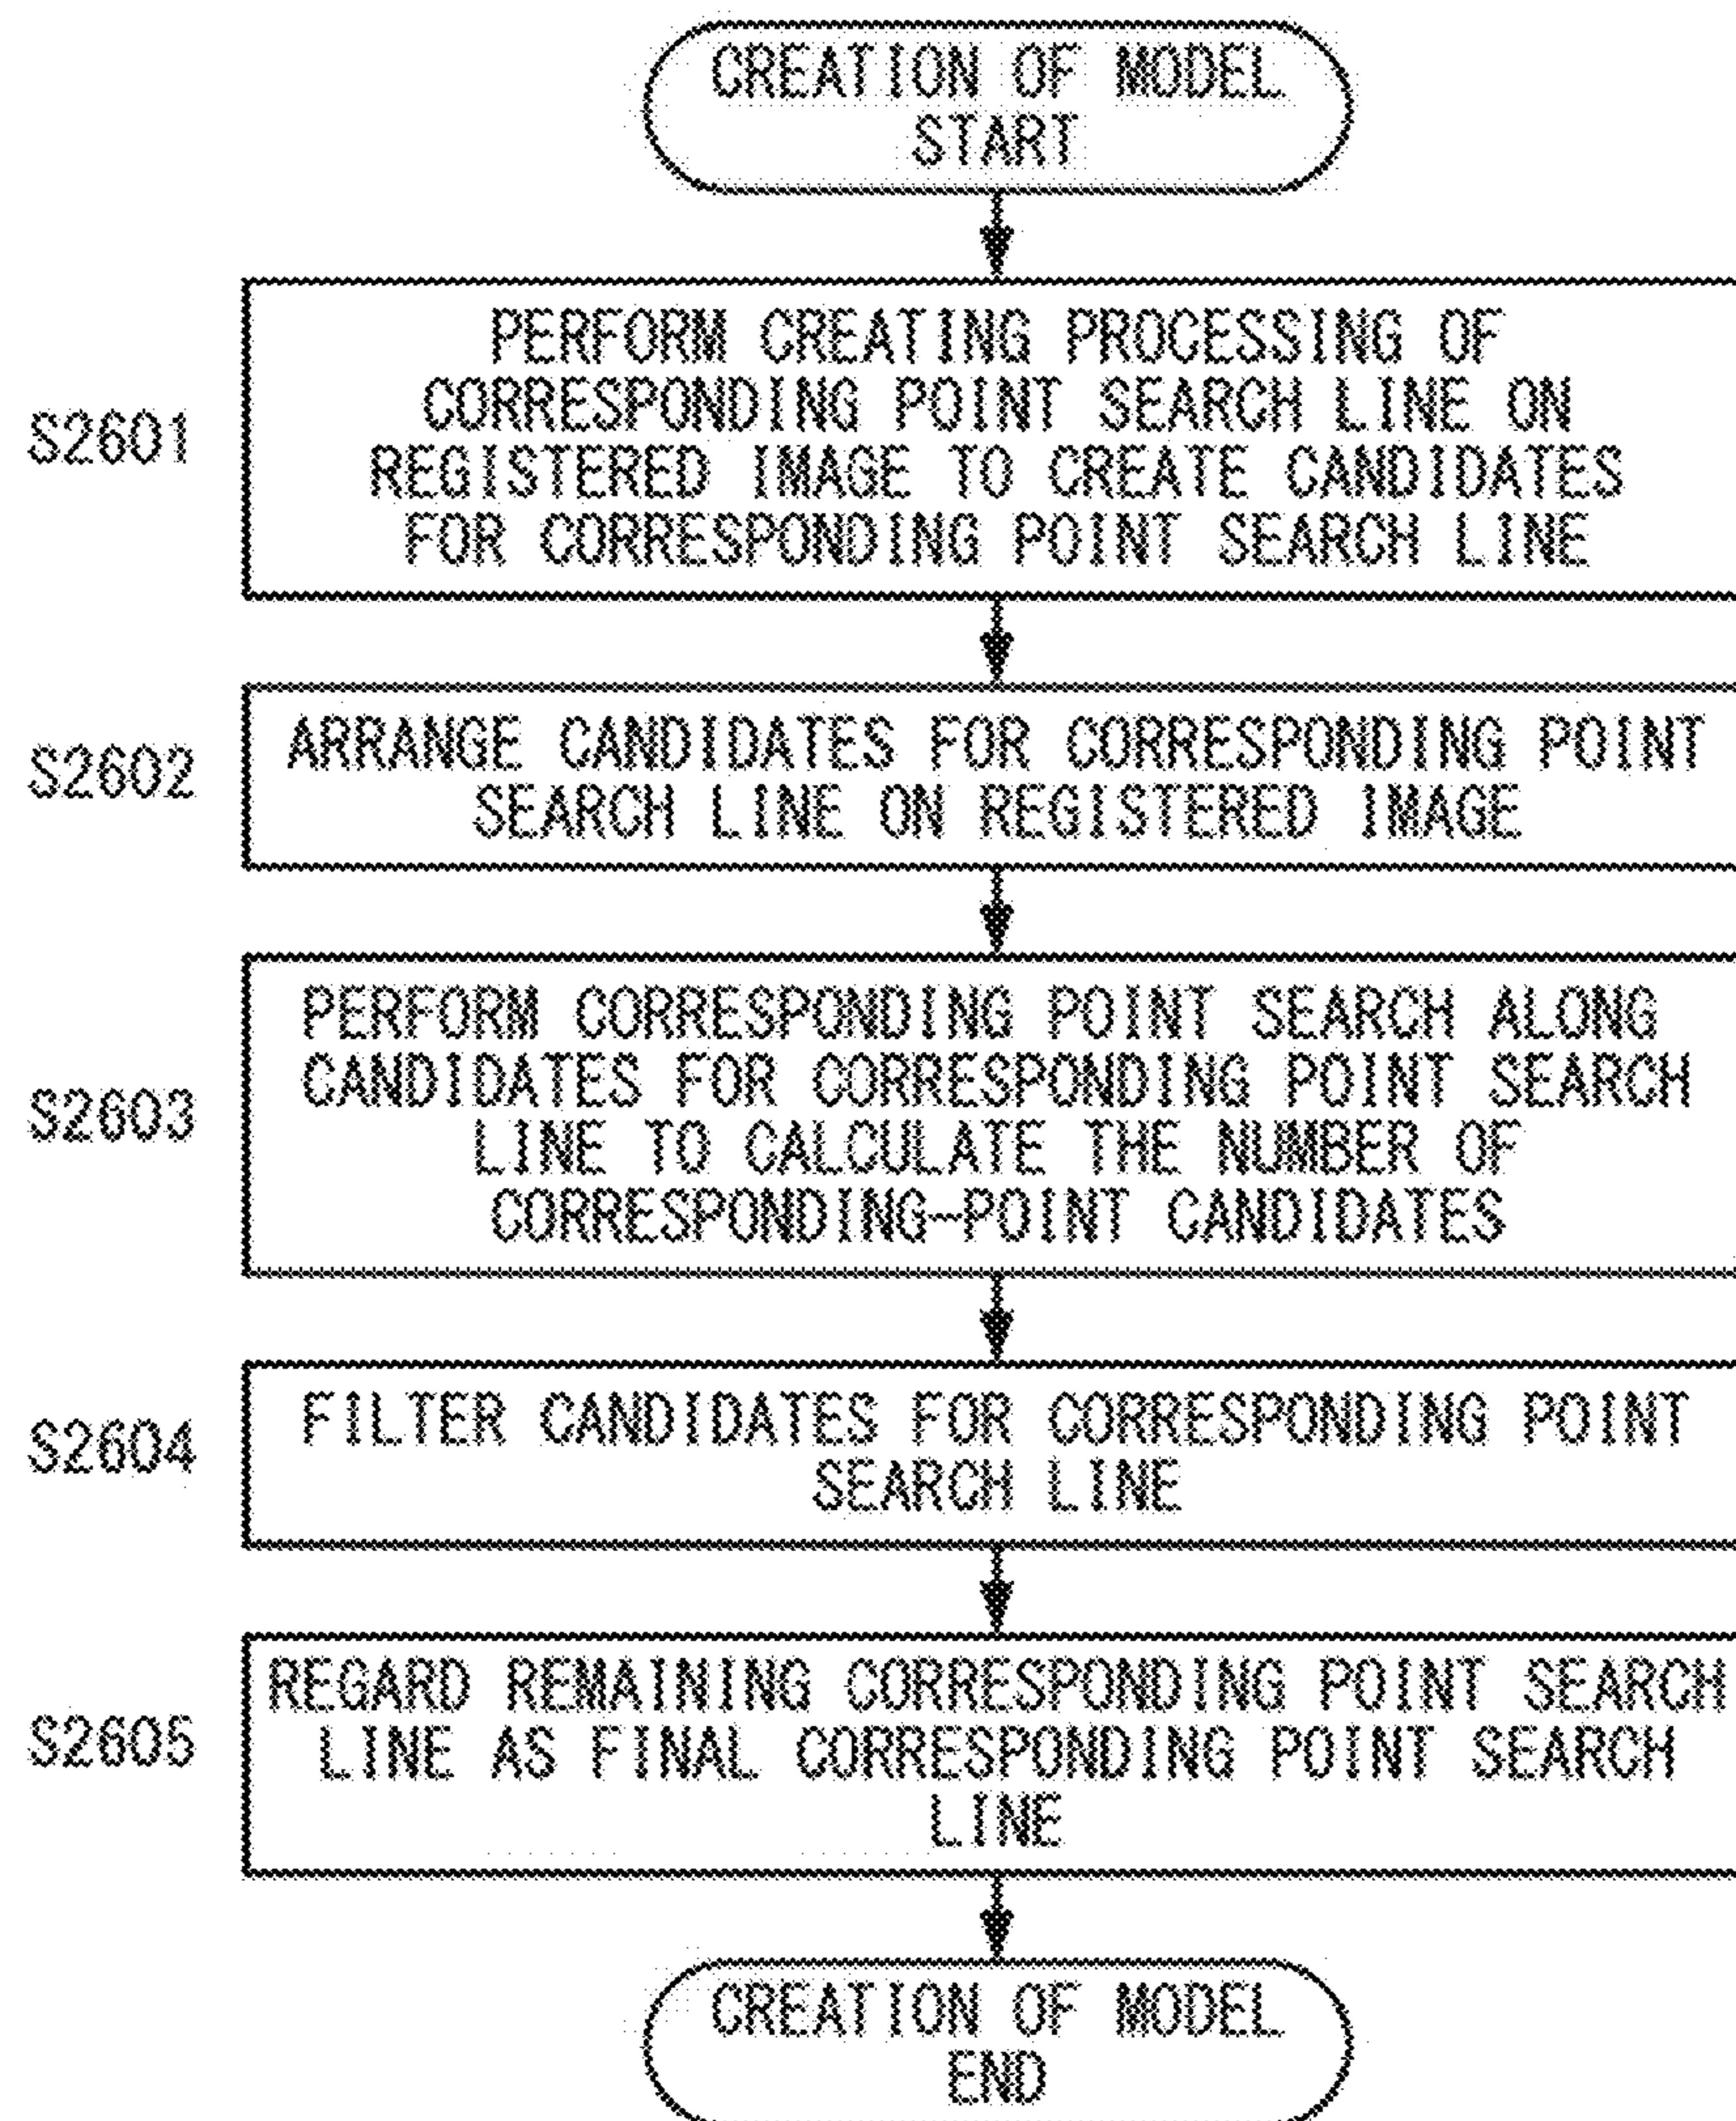 CREATION OF MODEL
START
S2601
PERFORM CREATING PROCESSING OF
CORRESPONDING POINT SEARCH LINE ON
REGISTERED IMAGE TO CREATE CANDIDATES
FOR CORRESPONDING POINT SEARCH LINE
S2602
ARRANGE CANDIDATES FOR CORRESPONDING POINT
SEARCH LINE ON REGISTERED IMAGE
S2603
PERFORM CORRESPONDING POINT SEARCH ALONG
CANDIDATES FOR CORRESPONDING POINT SEARCH
LINE TO CALCULATE THE NUMBER OF
CORRESPONDING-POINT CANDIDATES
S2604
FILTER CANDIDATES FOR CORRESPONDING POINT
SEARCH LINE
S2605
REGARD REMAINING CORRESPONDING POINT SEARCH
LINE AS FINAL CORRESPONDING POINT SEARCH
LINE
CREATION OF MODEL
END